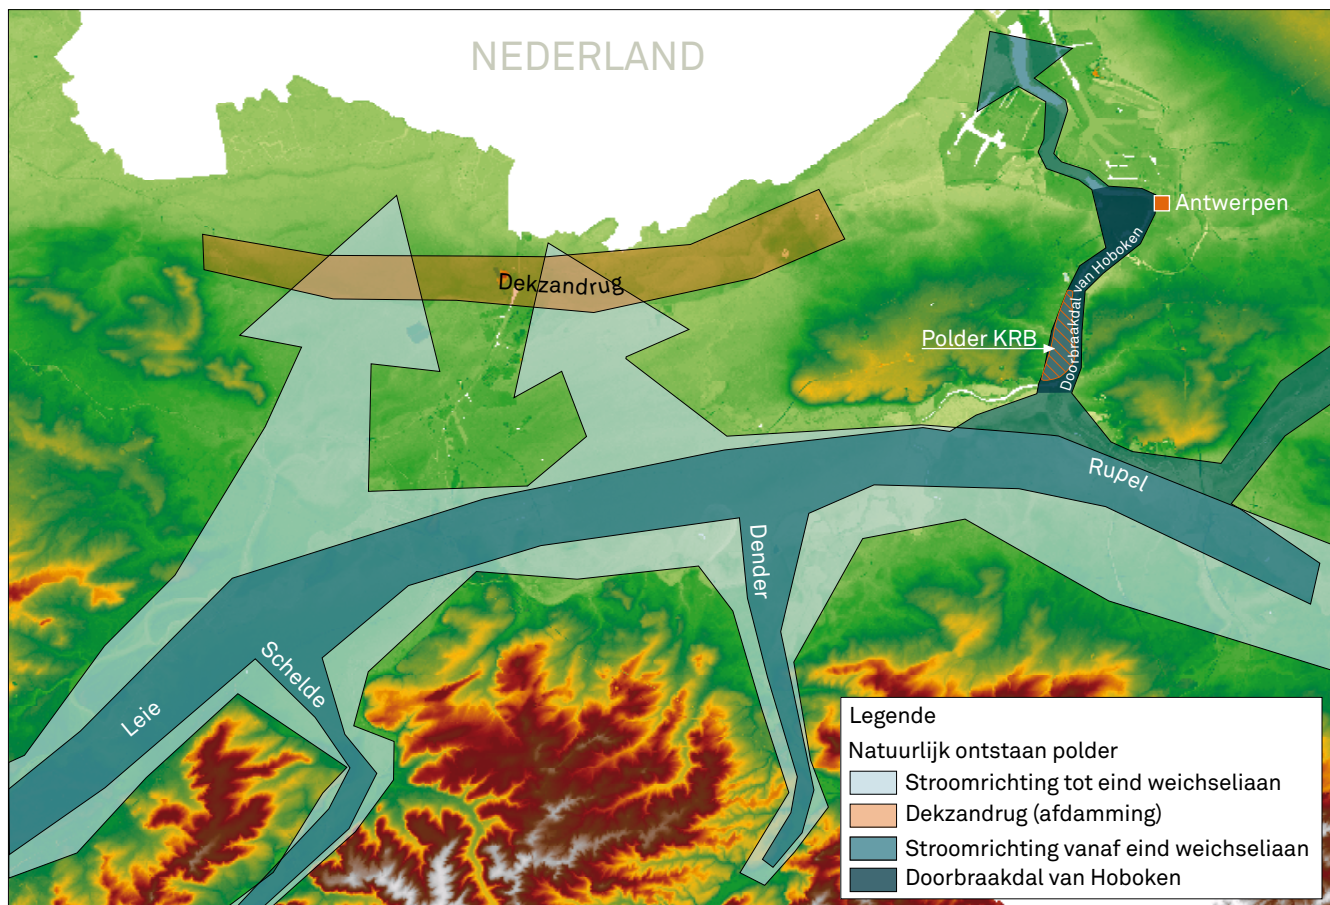 NEDERLAND
Antwerpen
Dekzandrug
Doorbraakdal van Hoboken
Polder KRB
Rupel
Dender
Schelde
Leie
Legende
Natuurlijk ontstaan polder
Stroomrichting tot eind weichseliaan
Dekzandrug (afdamming)
Stroomrichting vanaf eind weichseliaan
Doorbraakdal van Hoboken